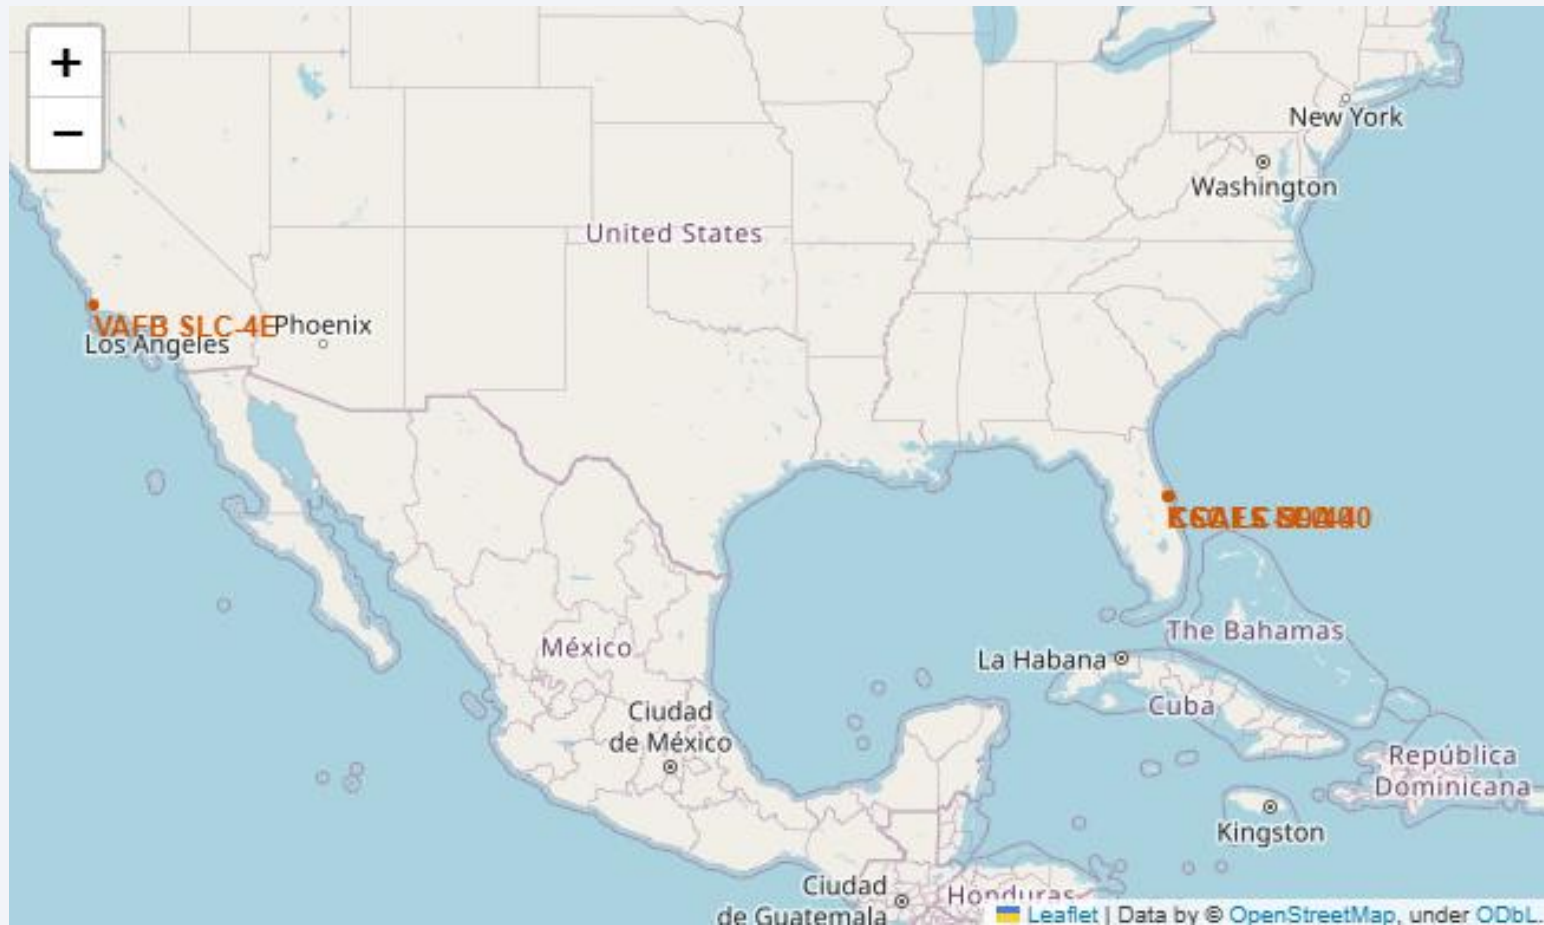 +
−
New York
Washington
United States
VAFB SLC-4E
Phoenix
Los Angeles
The Bahamas
México
La Habana
Cuba
Ciudad
de México
República
Dominicana
Kingston
Ciudad
de Guatemala
Honduras
Leaflet | Data by © OpenStreetMap, under ODbL.